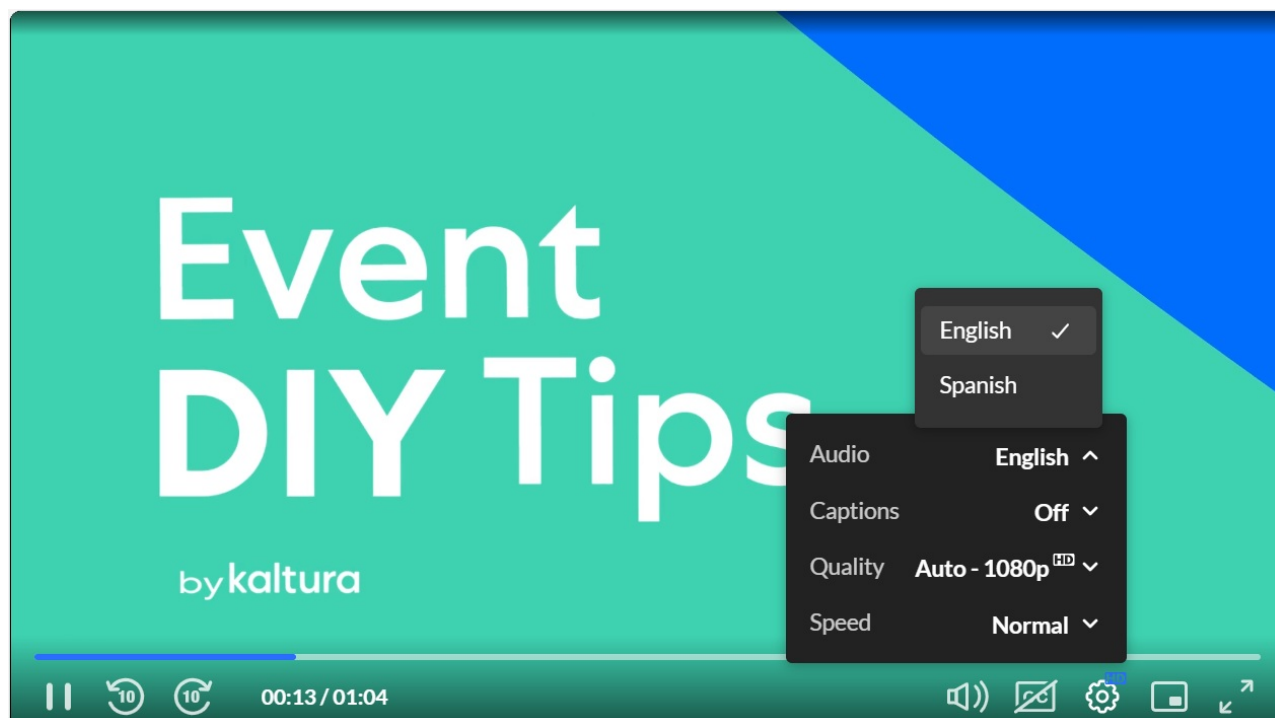 Event
DIY Tips
by kaltura
English
Spanish
Audio English
Captions Off
Quality Auto - 1080p HD
Speed Normal
10 10 00:13 / 01:04 CC HD